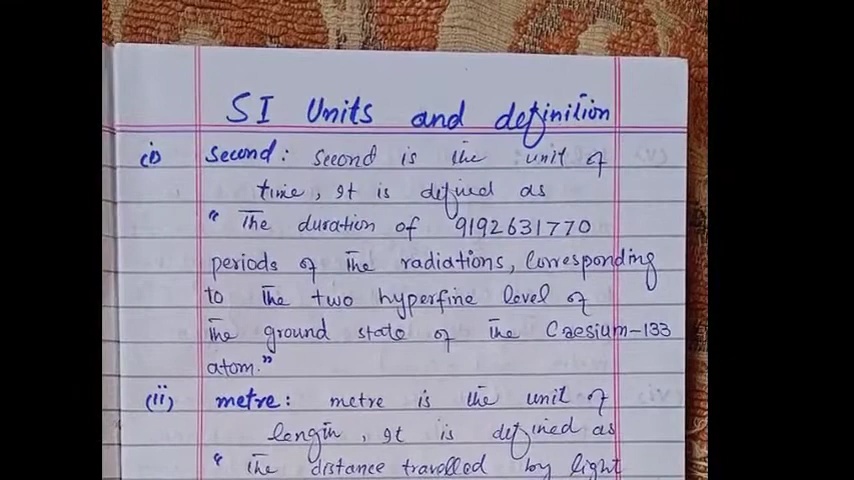 SI Units and definition
(i) Second: Second is the unit of
time, It is defined as
“ The duration of 9192631770
periods of the radiations, Corresponding
to the two hyperfine level of
the ground state of the Caesium-133
atom.”
(ii) metre: metre is the unit of
length, It is defined as
“ The distance travelled by light